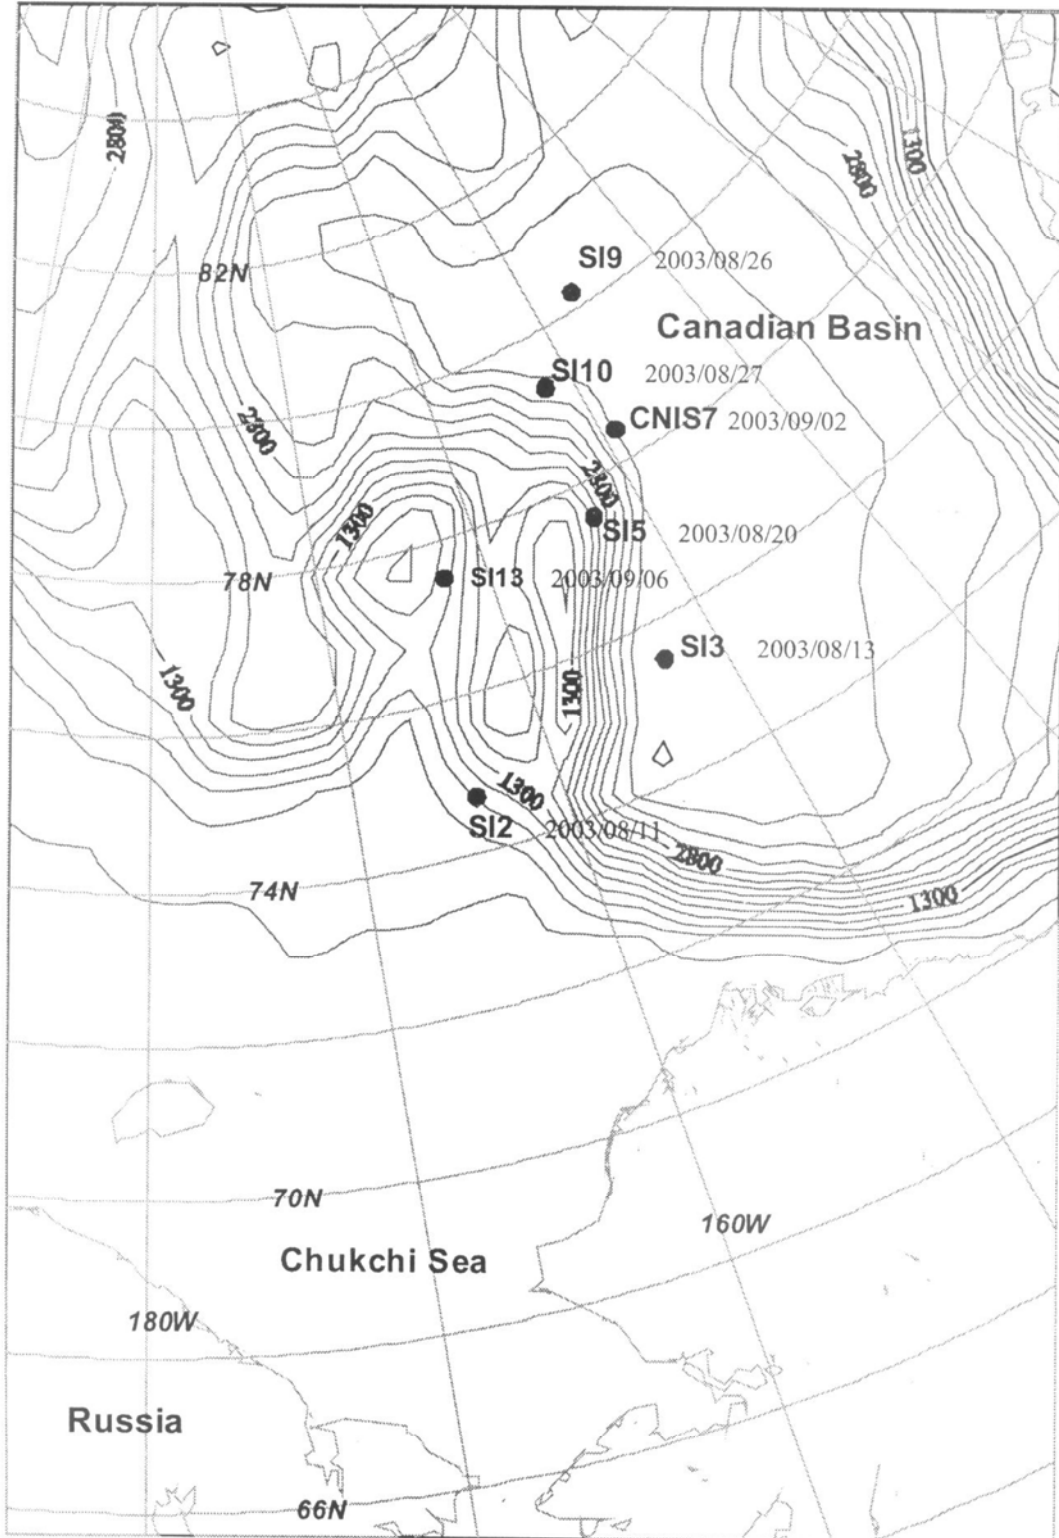 2800
1300
2800
SI9 2003/08/26
82N
Canadian Basin
SI10 2003/08/27
CNIS7 2003/09/02
2300
2300
1300
SI5 2003/08/20
78N
SI13 2003/09/06
SI3 2003/08/13
1300
1300
1300
SI2 2003/08/11
2800
74N
1300
70N
160W
Chukchi Sea
180W
Russia
66N